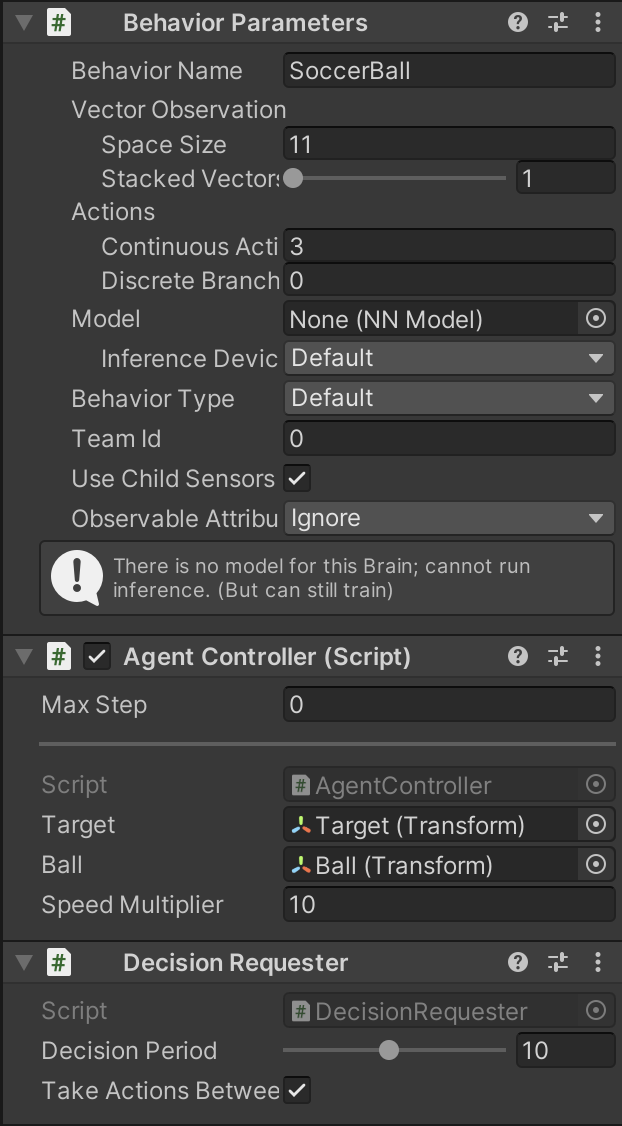 Behavior Parameters
Behavior Name SoccerBall
Vector Observation
Space Size 11
Stacked Vectors 1
Actions
Continuous Acti 3
Discrete Branch 0
Model None (NN Model)
Inference Devic Default
Behavior Type Default
Team Id 0
Use Child Sensors
Observable Attribu Ignore
There is no model for this Brain; cannot run
inference. (But can still train)
# Agent Controller (Script)
Max Step 0
Script # AgentController
Target Target (Transform)
Ball Ball (Transform)
Speed Multiplier 10
# Decision Requester
Script # DecisionRequester
Decision Period 10
Take Actions Betwee